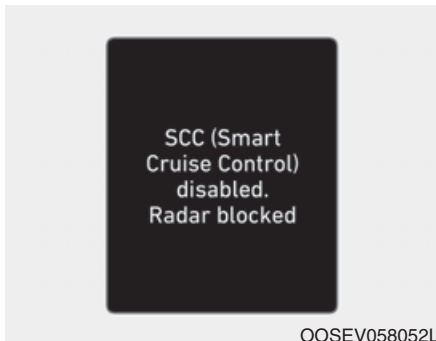 SCC (Smart
Cruise Control)
disabled.
Radar blocked
OOSEV058052L